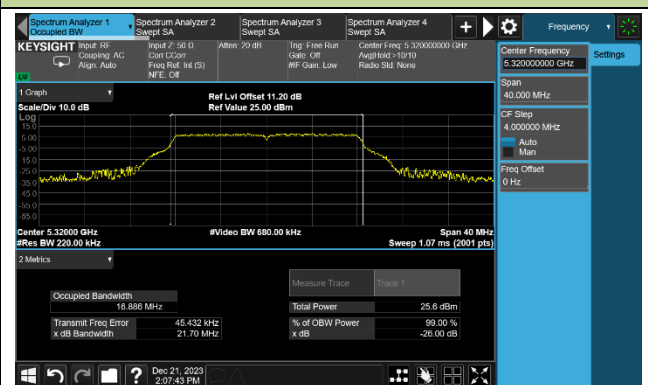 Spectrum Analyzer 1
Occupied BW
Spectrum Analyzer 2
Swept SA
Spectrum Analyzer 3
Swept SA
Spectrum Analyzer 4
Swept SA
+
Frequency
KEYSIGHT
Input: RF
Coupling: AC
Align: Auto
Input Z: 50 Ω
Corr CCorr
Freq Ref: Int (S)
NFE: Off
Atten: 20 dB
Trig: Free Run
Gate: Off
#IF Gain: Low
Center Freq: 5.320000000 GHz
Avg|Hold:>10/10
Radio Std: None
LW
Center Frequency
5.320000000 GHz
Settings
Span
40.000 MHz
CF Step
4.000000 MHz
Auto
Man
Freq Offset
0 Hz
1 Graph
Scale/Div 10.0 dB
Ref Lvl Offset 11.20 dB
Ref Value 25.00 dBm
Log
15.0
5.00
-5.00
-15.0
-25.0
-35.0
-45.0
-55.0
-65.0
Center 5.32000 GHz
#Res BW 220.00 kHz
#Video BW 680.00 kHz
Span 40 MHz
Sweep 1.07 ms (2001 pts)
2 Metrics
Measure Trace
Trace 1
Occupied Bandwidth
16.886 MHz
Total Power
25.6 dBm
Transmit Freq Error
45.432 kHz
% of OBW Power
99.00 %
x dB Bandwidth
21.70 MHz
x dB
-26.00 dB
?
Dec 21, 2023
2:07:43 PM